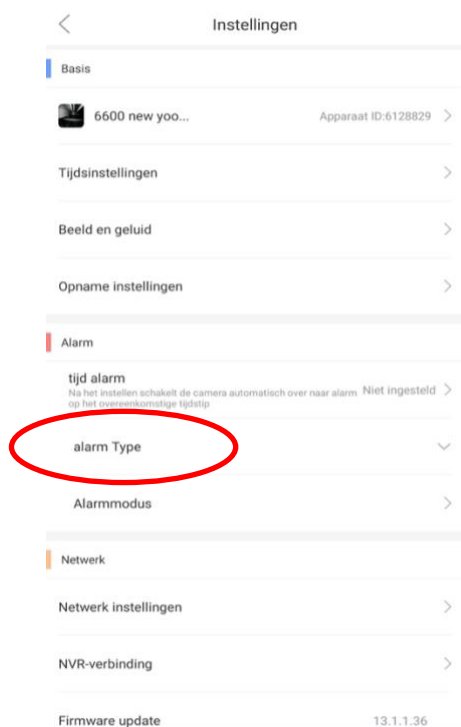 Instellingen
Basis
6600 new yoo... Apparaat ID:6128829
Tijdsinstellingen
Beeld en geluid
Opname instellingen
Alarm
tijd alarm
Na het instellen schakelt de camera automatisch over naar alarm Niet ingesteld
op het overeenkomstige tijdstip
alarm Type
Alarmmodus
Netwerk
Netwerk instellingen
NVR-verbinding
Firmware update 13.1.1.36